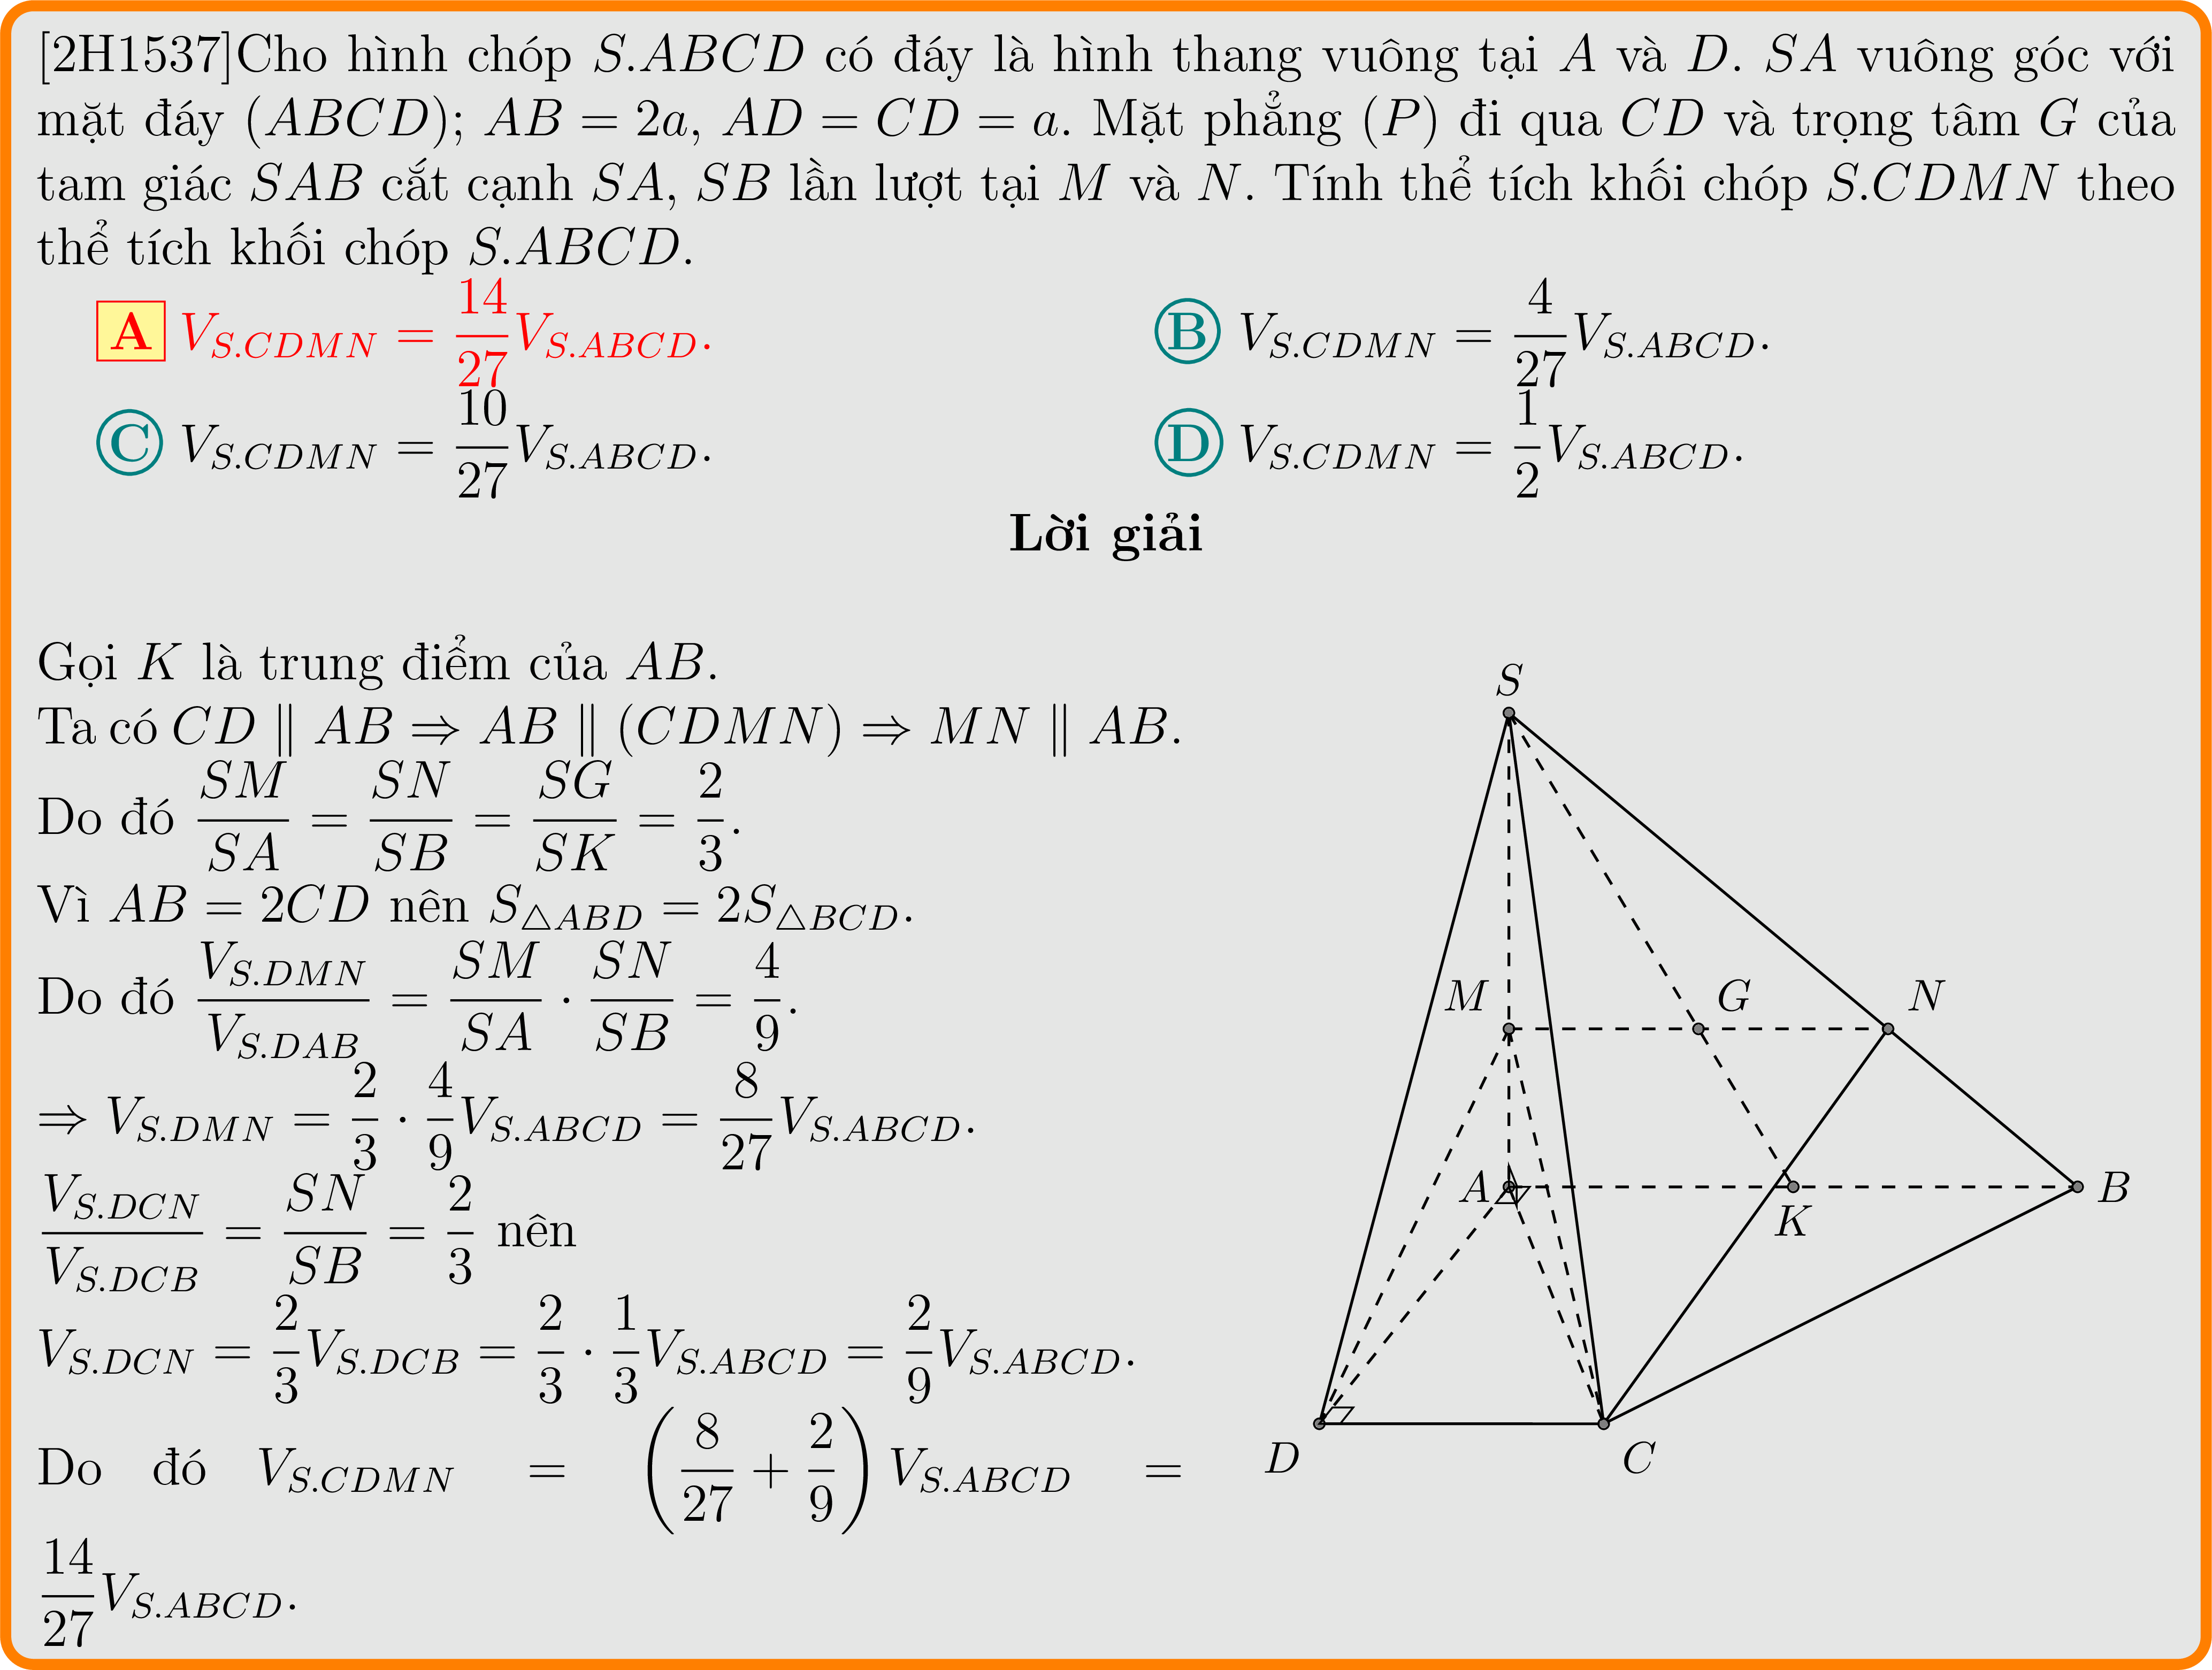 [2H1537]Cho hình chóp S.ABCD có đáy là hình thang vuông tại A và D. SA vuông góc với
mặt đáy (ABCD); AB = 2a, AD = CD = a. Mặt phẳng (P) đi qua CD và trọng tâm G của
tam giác SAB cắt cạnh SA, SB lần lượt tại M và N. Tính thể tích khối chóp S.CDMN theo
thể tích khối chóp S.ABCD.
A $V_{S.CDMN} = \frac{14}{27}V_{S.ABCD}$.
B $V_{S.CDMN} = \frac{4}{27}V_{S.ABCD}$.
C $V_{S.CDMN} = \frac{10}{27}V_{S.ABCD}$.
D $V_{S.CDMN} = \frac{1}{2}V_{S.ABCD}$.
Lời giải
Gọi K là trung điểm của AB.
Ta có CD ∥ AB ⇒ AB ∥ (CDMN) ⇒ MN ∥ AB.
Do đó $\frac{SM}{SA} = \frac{SN}{SB} = \frac{SG}{SK} = \frac{2}{3}$.
Vì AB = 2CD nên $S_{\triangle ABD} = 2S_{\triangle BCD}$.
Do đó $\frac{V_{S.DMN}}{V_{S.DAB}} = \frac{SM}{SA} \cdot \frac{SN}{SB} = \frac{4}{9}$.
$\Rightarrow V_{S.DMN} = \frac{2}{3} \cdot \frac{4}{9}V_{S.ABCD} = \frac{8}{27}V_{S.ABCD}$.
$\frac{V_{S.DCN}}{V_{S.DCB}} = \frac{SN}{SB} = \frac{2}{3}$ nên
$V_{S.DCN} = \frac{2}{3}V_{S.DCB} = \frac{2}{3} \cdot \frac{1}{3}V_{S.ABCD} = \frac{2}{9}V_{S.ABCD}$.
Do đó $V_{S.CDMN} = \left(\frac{8}{27} + \frac{2}{9}\right)V_{S.ABCD} =$
$\frac{14}{27}V_{S.ABCD}$.
S
M G N
A K B
D C